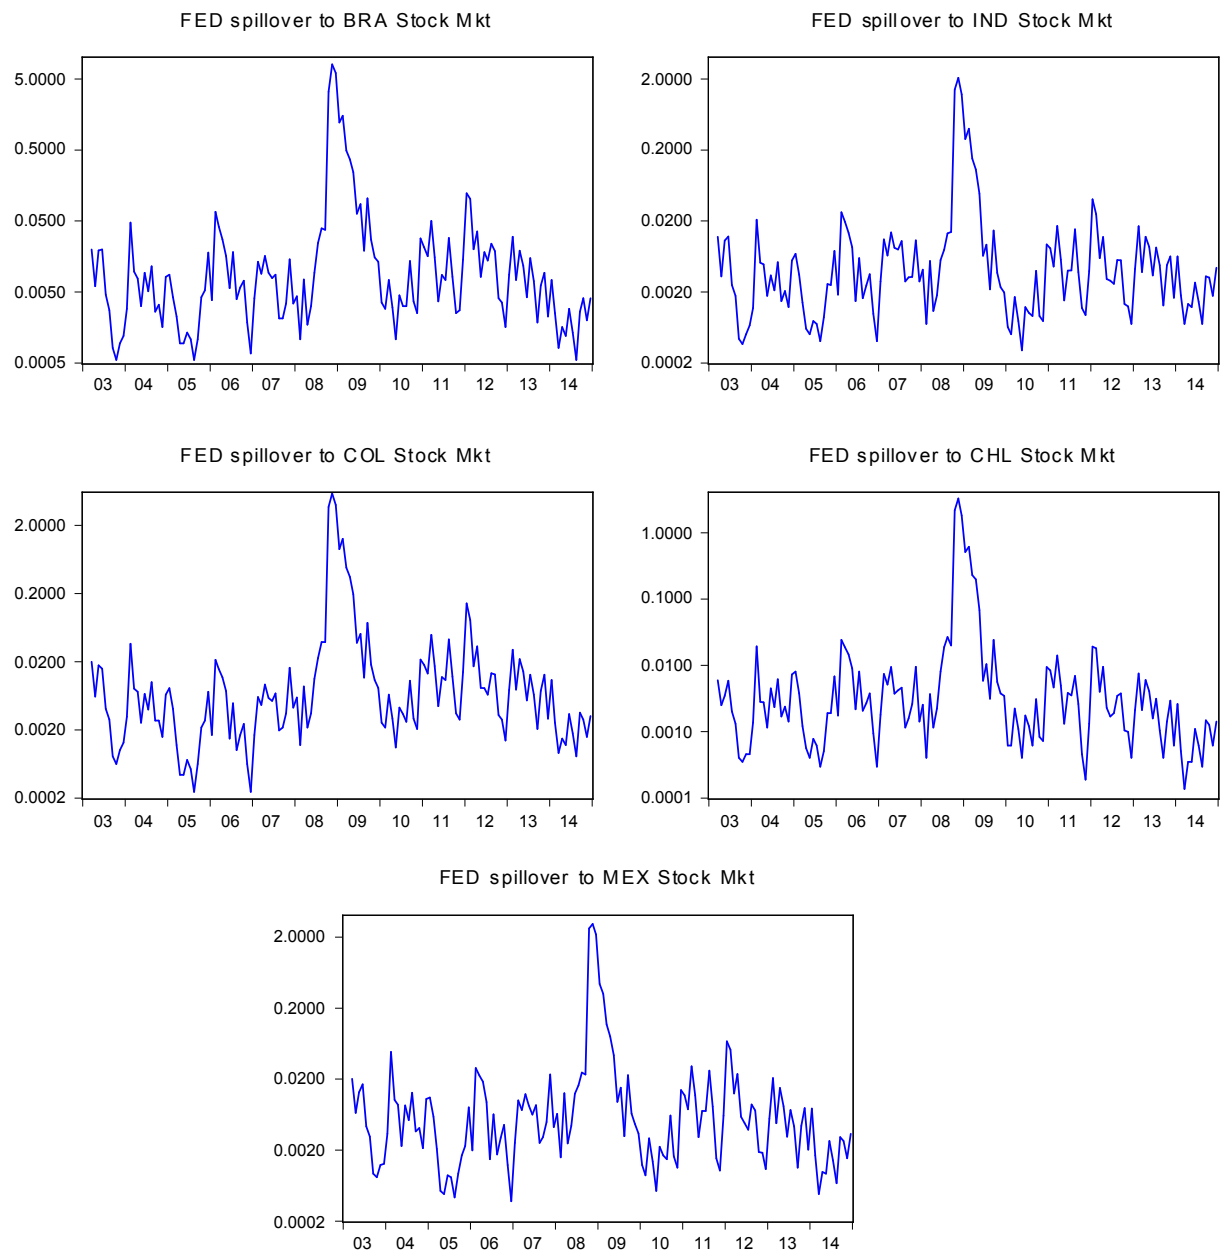 FED spillover to BRA Stock Mkt
5.0000
0.5000
0.0500
0.0050
0.0005
03 04 05 06 07 08 09 10 11 12 13 14
FED spillover to IND Stock Mkt
2.0000
0.2000
0.0200
0.0020
0.0002
03 04 05 06 07 08 09 10 11 12 13 14
FED spillover to COL Stock Mkt
2.0000
0.2000
0.0200
0.0020
0.0002
03 04 05 06 07 08 09 10 11 12 13 14
FED spillover to CHL Stock Mkt
1.0000
0.1000
0.0100
0.0010
0.0001
03 04 05 06 07 08 09 10 11 12 13 14
FED spillover to MEX Stock Mkt
2.0000
0.2000
0.0200
0.0020
0.0002
03 04 05 06 07 08 09 10 11 12 13 14